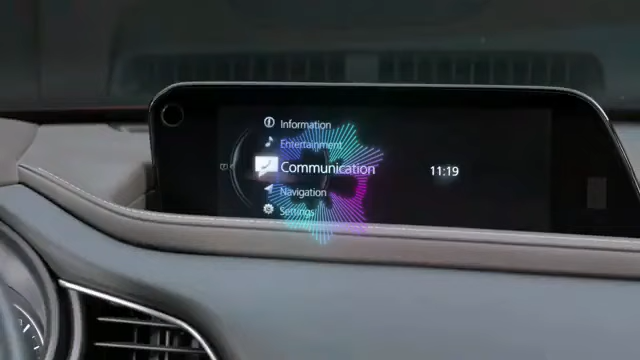 Information
Entertainment
Communication
11:19
Navigation
Settings